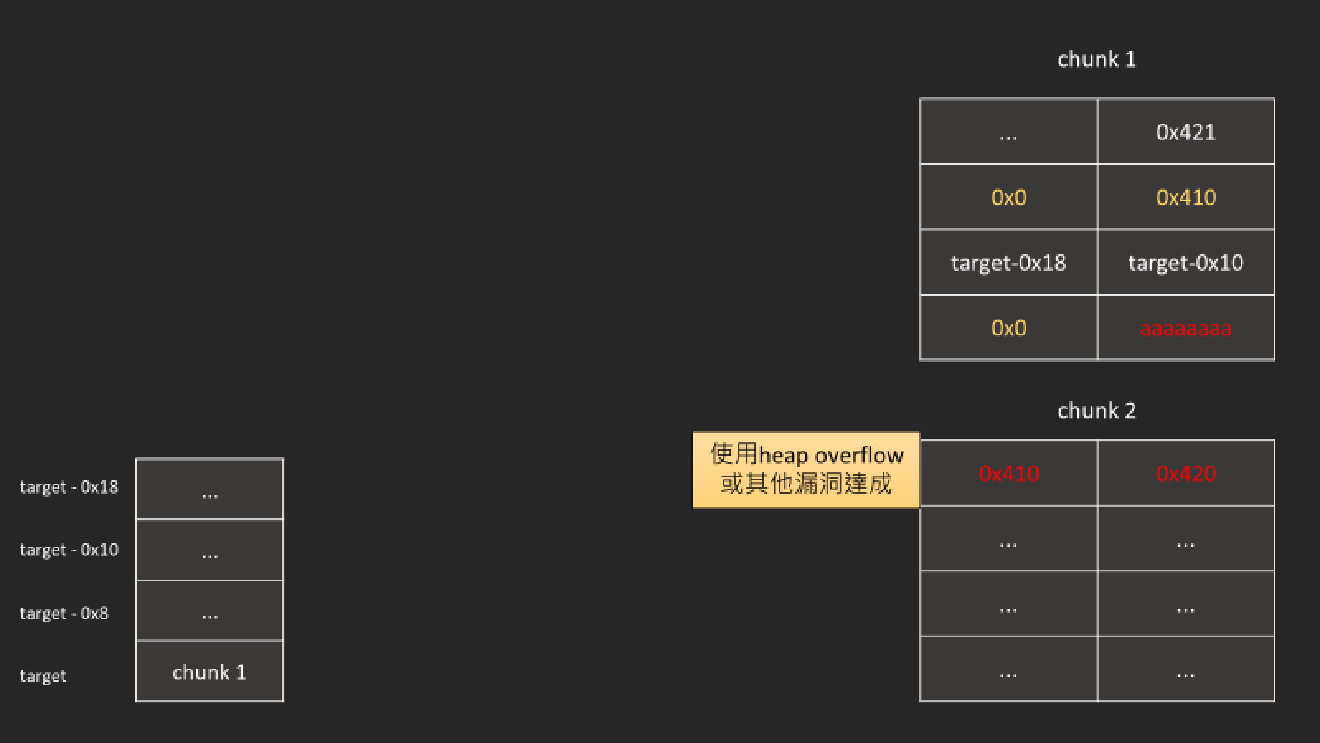 chunk 1
... 0x421
0x0 0x410
target-0x18 target-0x10
0x0 aaaaaaaa
chunk 2
使用heap overflow
或其他漏洞達成
0x410 0x420
... ...
... ...
... ...
target - 0x18 ...
target - 0x10 ...
target - 0x8 ...
target chunk 1